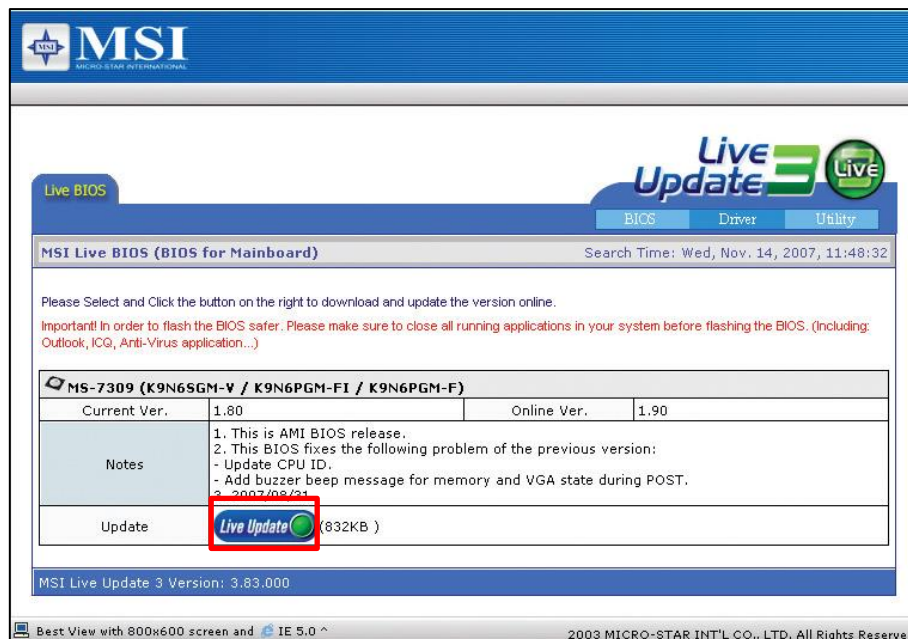 MSI
MICRO-STAR INTERNATIONAL
Live Update 3 Live
Live BIOS
BIOS Driver Utility
MSI Live BIOS (BIOS for Mainboard) Search Time: Wed, Nov. 14, 2007, 11:48:32
Please Select and Click the button on the right to download and update the version online.
Important! In order to flash the BIOS safer. Please make sure to close all running applications in your system before flashing the BIOS. (Including:
Outlook, ICQ, Anti-Virus application...)
MS-7309 (K9N6SGM-V / K9N6PGM-FI / K9N6PGM-F)
Current Ver. 1.80 Online Ver. 1.90
Notes
1. This is AMI BIOS release.
2. This BIOS fixes the following problem of the previous version:
- Update CPU ID.
- Add buzzer beep message for memory and VGA state during POST.
3. 2007/08/31
Update Live Update (832KB )
MSI Live Update 3 Version: 3.83.000
Best View with 800x600 screen and IE 5.0 ^ 2003 MICRO-STAR INT'L CO., LTD. All Rights Reserve